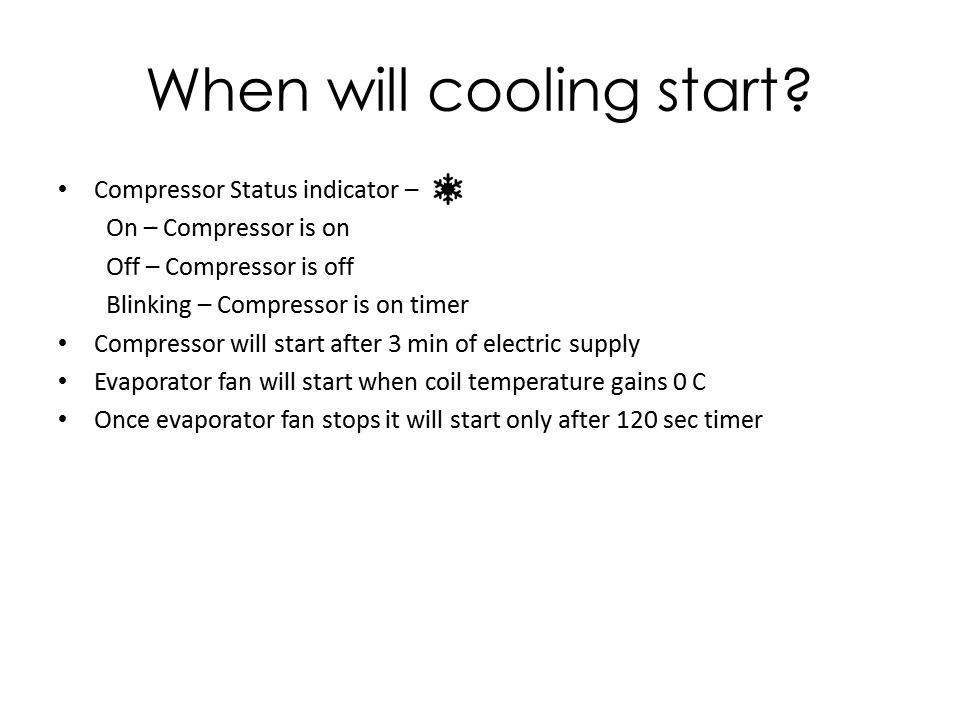 When will cooling start?
• Compressor Status indicator –
On – Compressor is on
Off – Compressor is off
Blinking – Compressor is on timer
• Compressor will start after 3 min of electric supply
• Evaporator fan will start when coil temperature gains 0 C
• Once evaporator fan stops it will start only after 120 sec timer